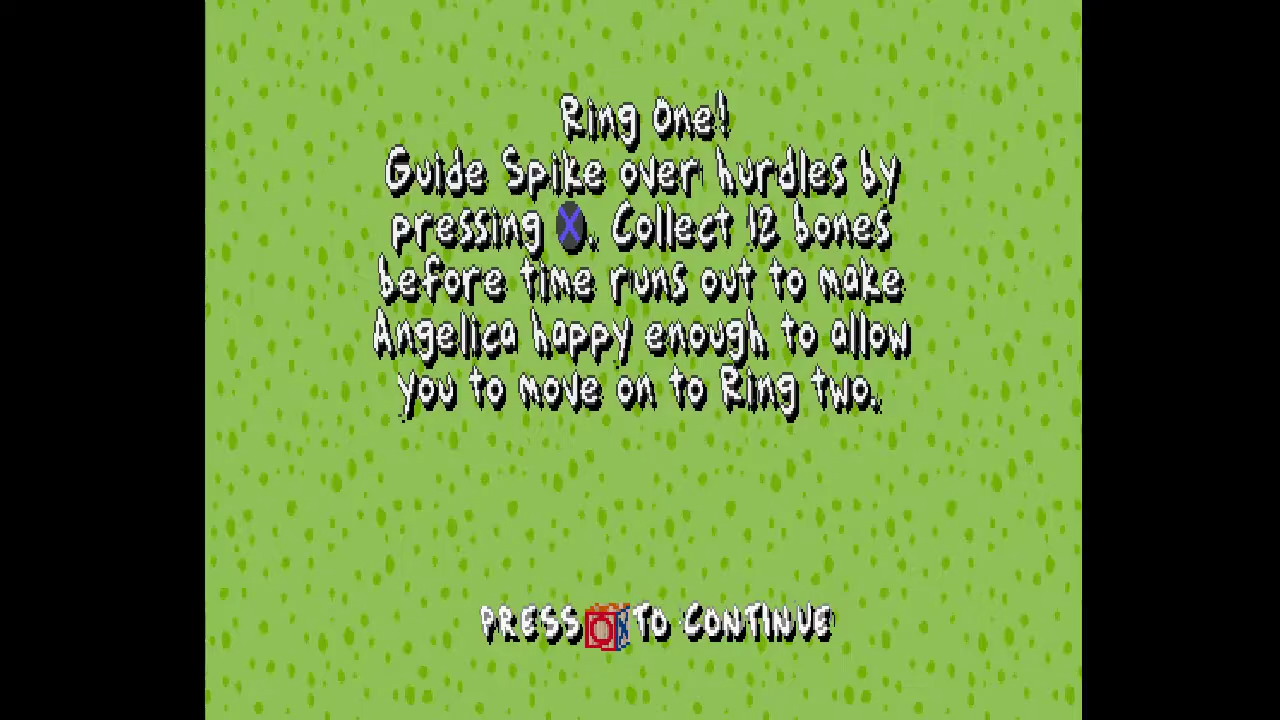 Ring One!
Guide Spike over hurdles by
pressing X. Collect 12 bones
before time runs out to make
Angelica happy enough to allow
you to move on to Ring two.
PRESS OK TO CONTINUE